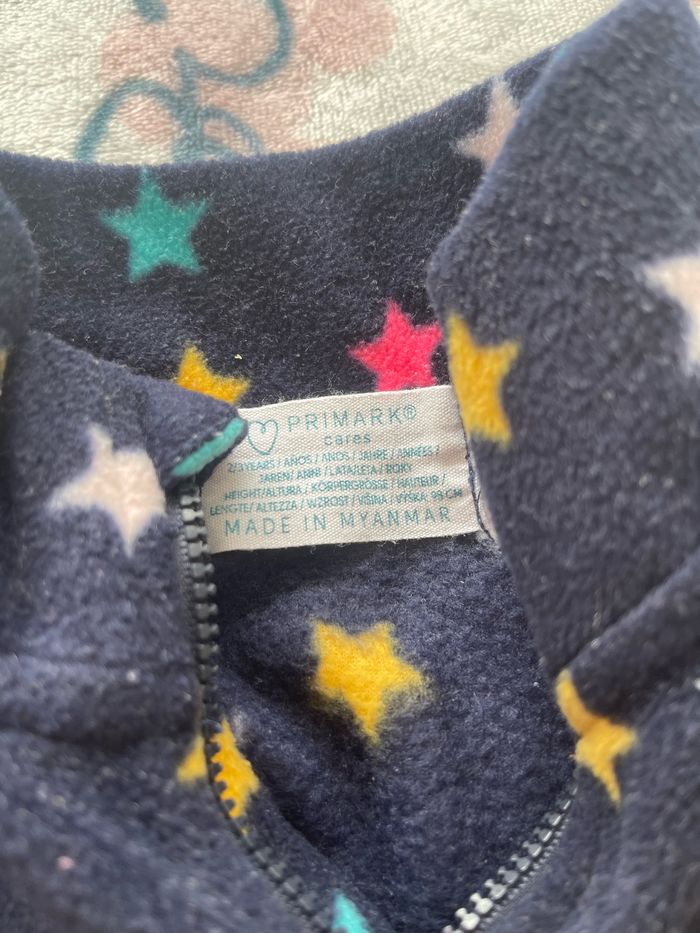 PRIMARK®
cares
2/3 YEARS / AÑOS / ANOS / JAHRE / ANNÉES /
JAREN/ ANNI / LATA/LETA / ROKY
HEIGHT/ALTURA / KÖRPERGRÖSSE / HAUTEUR /
LENGTE/ ALTEZZA / WZROST / VIŠINA / VÝŠKA 98 CM
MADE IN MYANMAR